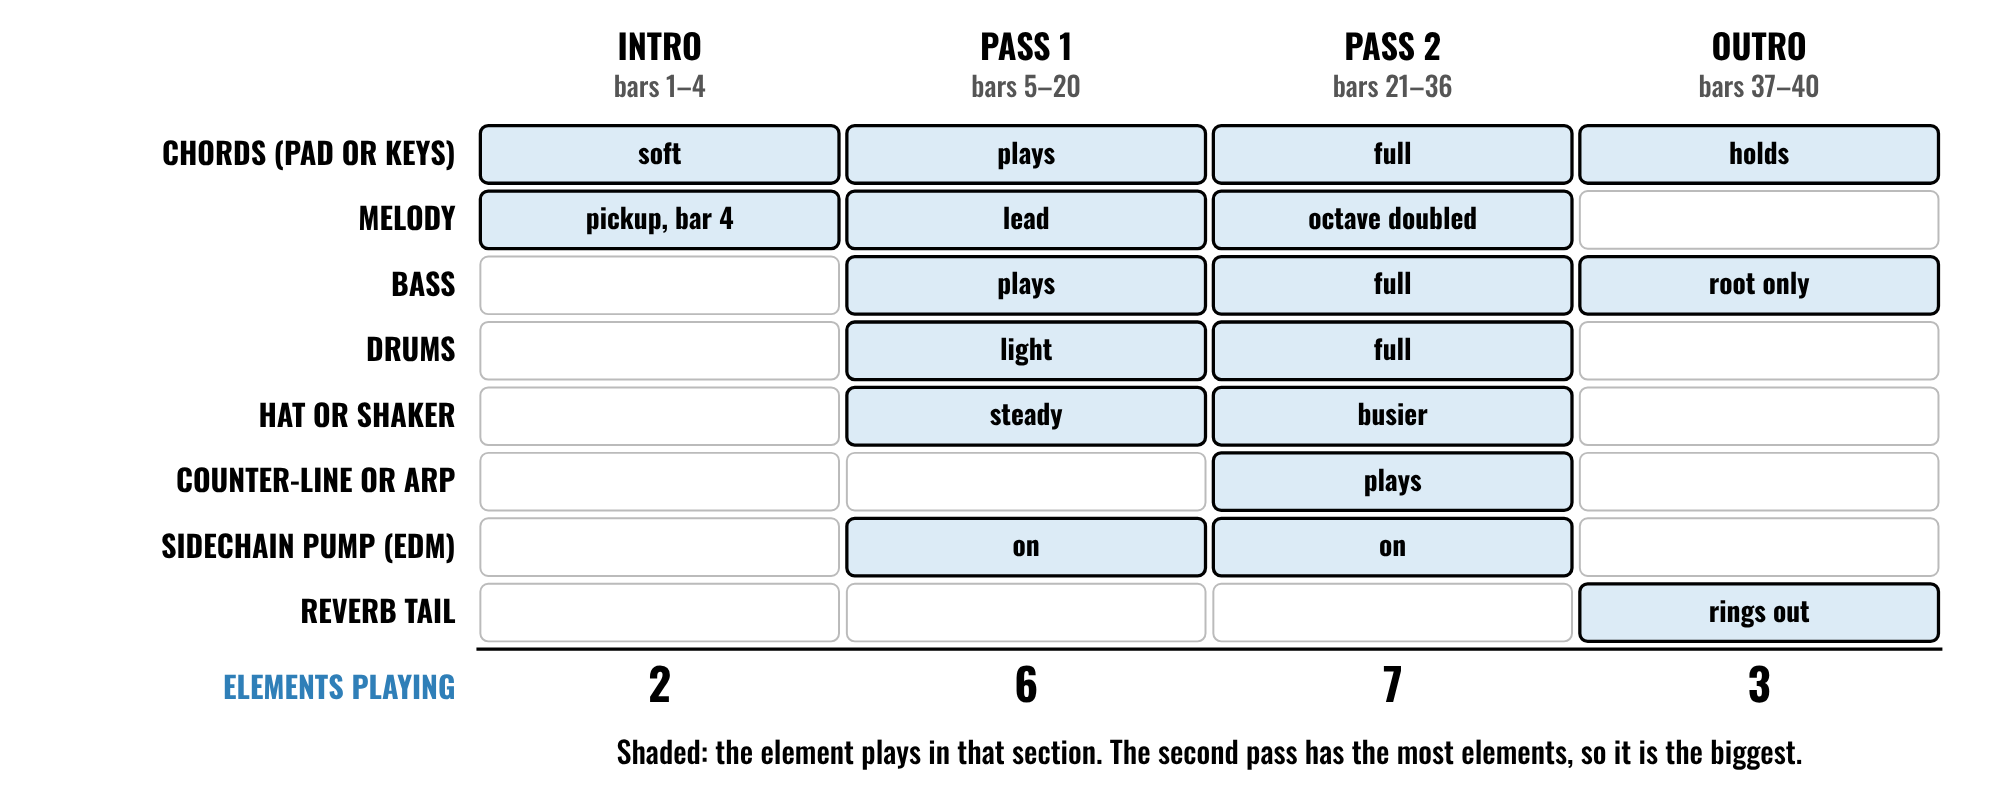 INTRO PASS 1 PASS 2 OUTRO
bars 1–4 bars 5–20 bars 21–36 bars 37–40
CHORDS (PAD OR KEYS) soft plays full holds
MELODY pickup, bar 4 lead octave doubled
BASS plays full root only
DRUMS light full
HAT OR SHAKER steady busier
COUNTER-LINE OR ARP plays
SIDECHAIN PUMP (EDM) on on
REVERB TAIL rings out
ELEMENTS PLAYING 2 6 7 3
Shaded: the element plays in that section. The second pass has the most elements, so it is the biggest.